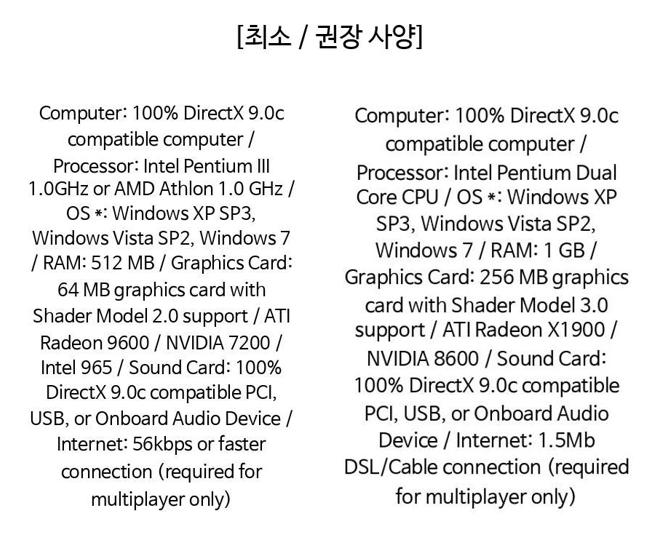 [최소 / 권장 사양]
Computer: 100% DirectX 9.0c
compatible computer /
Processor: Intel Pentium III
1.0GHz or AMD Athlon 1.0 GHz /
OS *: Windows XP SP3,
Windows Vista SP2, Windows 7
/ RAM: 512 MB / Graphics Card:
64 MB graphics card with
Shader Model 2.0 support / ATI
Radeon 9600 / NVIDIA 7200 /
Intel 965 / Sound Card: 100%
DirectX 9.0c compatible PCI,
USB, or Onboard Audio Device /
Internet: 56kbps or faster
connection (required for
multiplayer only)
Computer: 100% DirectX 9.0c
compatible computer /
Processor: Intel Pentium Dual
Core CPU / OS *: Windows XP
SP3, Windows Vista SP2,
Windows 7 / RAM: 1 GB /
Graphics Card: 256 MB graphics
card with Shader Model 3.0
support / ATI Radeon X1900 /
NVIDIA 8600 / Sound Card:
100% DirectX 9.0c compatible
PCI, USB, or Onboard Audio
Device / Internet: 1.5Mb
DSL/Cable connection (required
for multiplayer only)